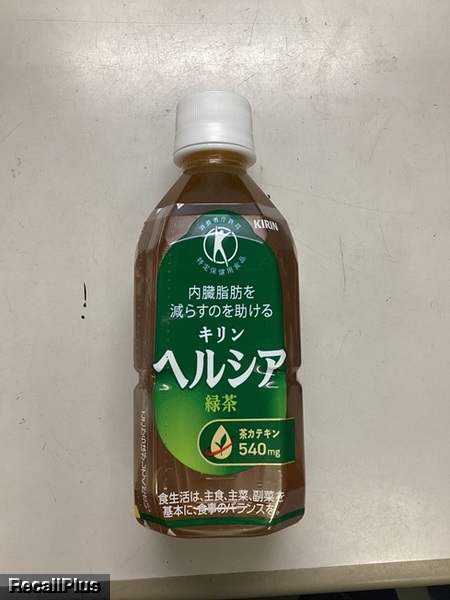 消費者庁許可
特定保健用食品
KIRIN
内臓脂肪を
減らすのを助ける
キリン
ヘルシア
緑茶
茶カテキン
540mg
食生活は、主食、主菜、副菜を
基本に、食事のバランスを。
RecallPlus